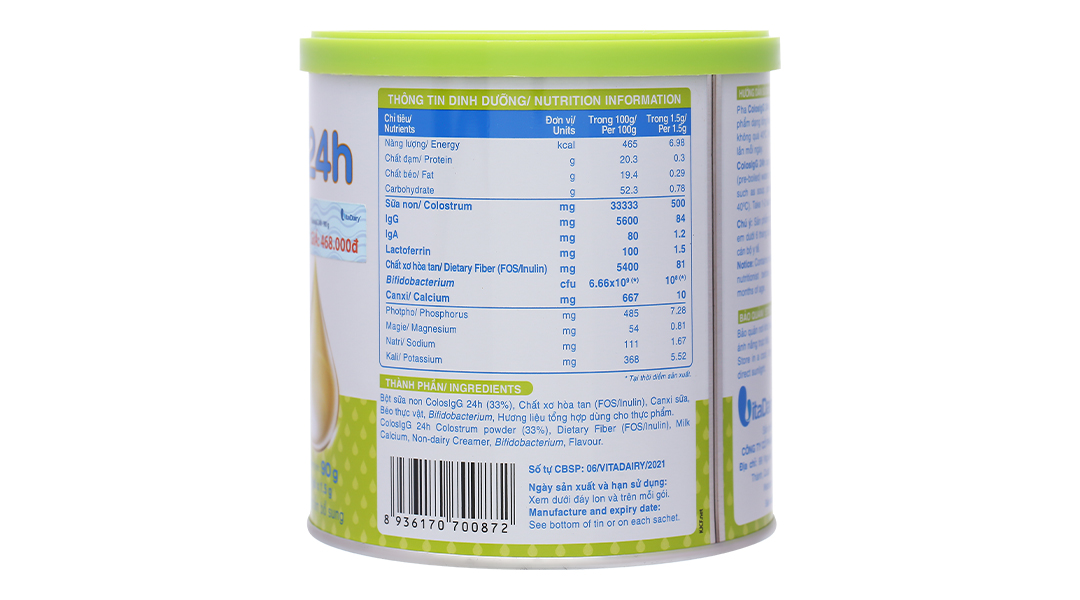 24h
VitaDairy
468.000đ
90 g
THÔNG TIN DINH DƯỠNG/ NUTRITION INFORMATION
Chỉ tiêu/ Nutrients Đơn vị/ Units Trong 100g/ Per 100g Trong 1.5g/ Per 1.5g
Năng lượng/ Energy kcal 465 6.98
Chất đạm/ Protein g 20.3 0.3
Chất béo/ Fat g 19.4 0.29
Carbohydrate g 52.3 0.78
Sữa non/ Colostrum mg 33333 500
IgG mg 5600 84
IgA mg 80 1.2
Lactoferrin mg 100 1.5
Chất xơ hòa tan/ Dietary Fiber (FOS/Inulin) mg 5400 81
Bifidobacterium cfu
Canxi/ Calcium mg 667 10
Photpho/ Phosphorus mg 485 7.28
Magie/ Magnesium mg 54 0.81
Natri/ Sodium mg 111 1.67
Kali/ Potassium mg 368 5.52
* Tại thời điểm sản xuất.
THÀNH PHẦN/ INGREDIENTS
Bột sữa non ColosIgG 24h (33%), Chất xơ hòa tan (FOS/Inulin), Canxi sữa,
Béo thực vật, Bifidobacterium, Hương liệu tổng hợp dùng cho thực phẩm.
ColosIgG 24h Colostrum powder (33%), Dietary Fiber (FOS/Inulin), Milk
Calcium, Non-dairy Creamer, Bifidobacterium, Flavour.
8 936170 700872
Số tự CBSP: 06/VITADAIRY/2021
Ngày sản xuất và hạn sử dụng:
Xem dưới đáy lon và trên mỗi gói.
Manufacture and expiry date:
See bottom of tin or on each sachet.